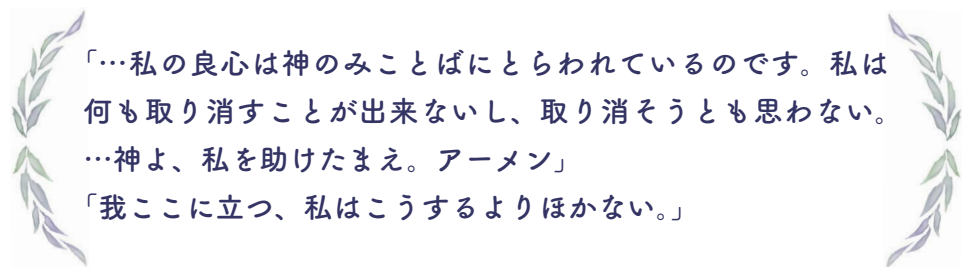 「…私の良心は神のみことばにとらわれているのです。私は
何も取り消すことが出来ないし、取り消そうとも思わない。
…神よ、私を助けたまえ。アーメン」
「我ここに立つ、私はこうするよりほかない。」